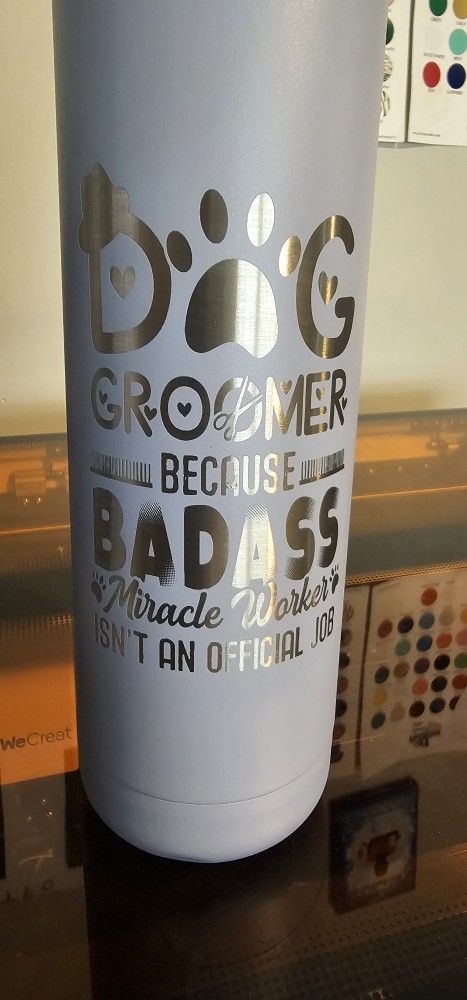 DOG
GROOMER
BECAUSE
BADASS
Miracle Worker
ISN'T AN OFFICIAL JOB
WeCreat